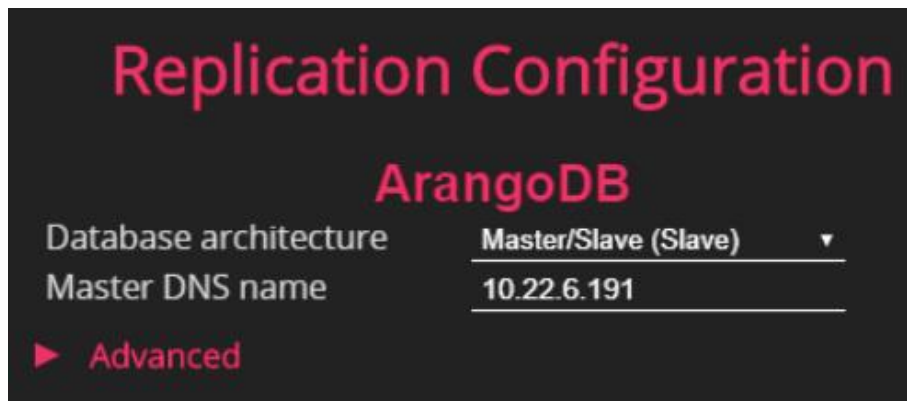 Replication Configuration
ArangoDB
Database architecture Master/Slave (Slave)
Master DNS name 10.22.6.191
Advanced